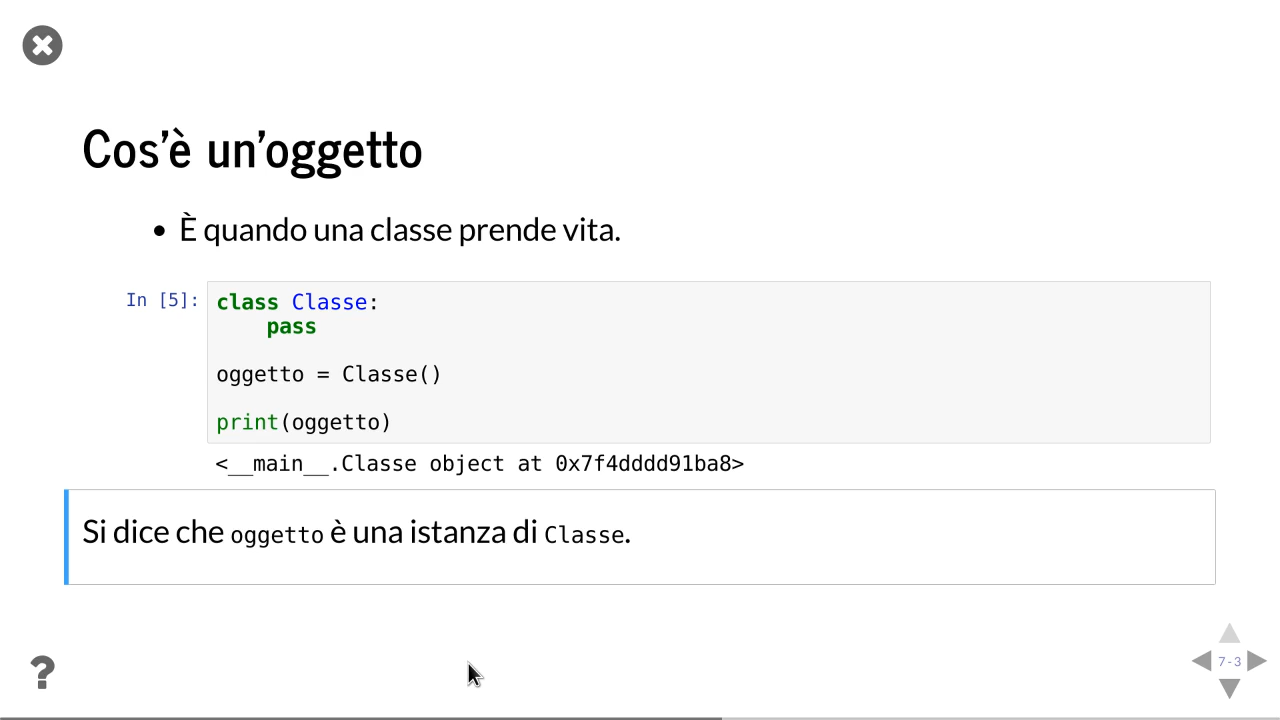 Cos’è un’oggetto
• È quando una classe prende vita.
In [5]:
class Classe:
    pass
oggetto = Classe()
print(oggetto)
<__main__.Classe object at 0x7f4dddd91ba8>
Si dice che oggetto è una istanza di Classe.
?
7-3